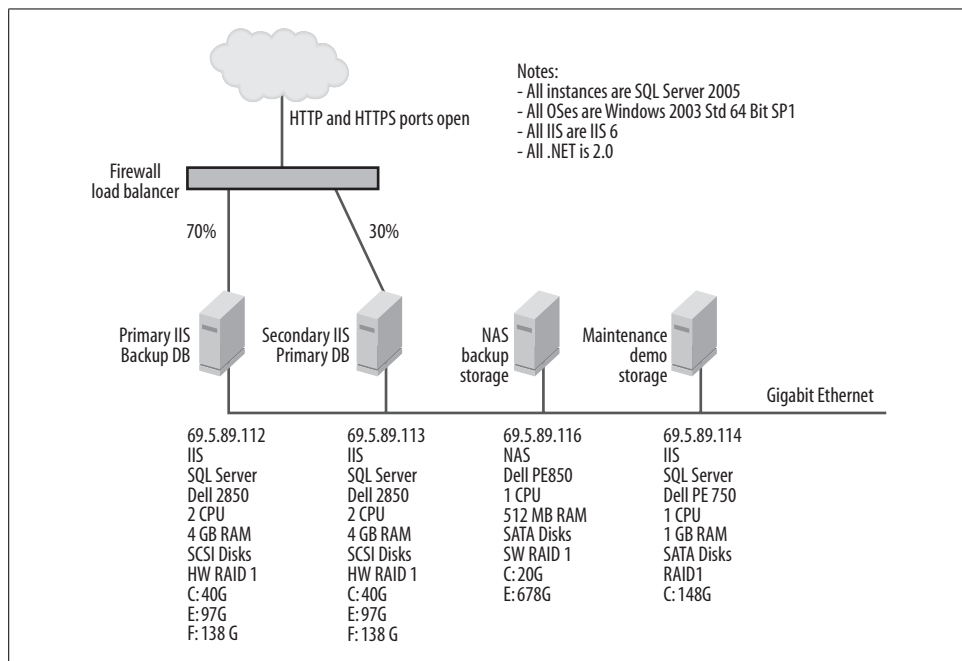 Notes:
- All instances are SQL Server 2005
- All OSes are Windows 2003 Std 64 Bit SP1
- All IIS are IIS 6
- All .NET is 2.0
HTTP and HTTPS ports open
Firewall
load balancer
70%
30%
Primary IIS
Backup DB
Secondary IIS
Primary DB
NAS
backup
storage
Maintenance
demo
storage
Gigabit Ethernet
69.5.89.112
IIS
SQL Server
Dell 2850
2 CPU
4 GB RAM
SCSI Disks
HW RAID 1
C: 40G
E: 97G
F: 138 G
69.5.89.113
IIS
SQL Server
Dell 2850
2 CPU
4 GB RAM
SCSI Disks
HW RAID 1
C: 40G
E: 97G
F: 138 G
69.5.89.116
NAS
Dell PE850
1 CPU
512 MB RAM
SATA Disks
SW RAID 1
C: 20G
E: 678G
69.5.89.114
IIS
SQL Server
Dell PE 750
1 CPU
1 GB RAM
SATA Disks
RAID1
C: 148G